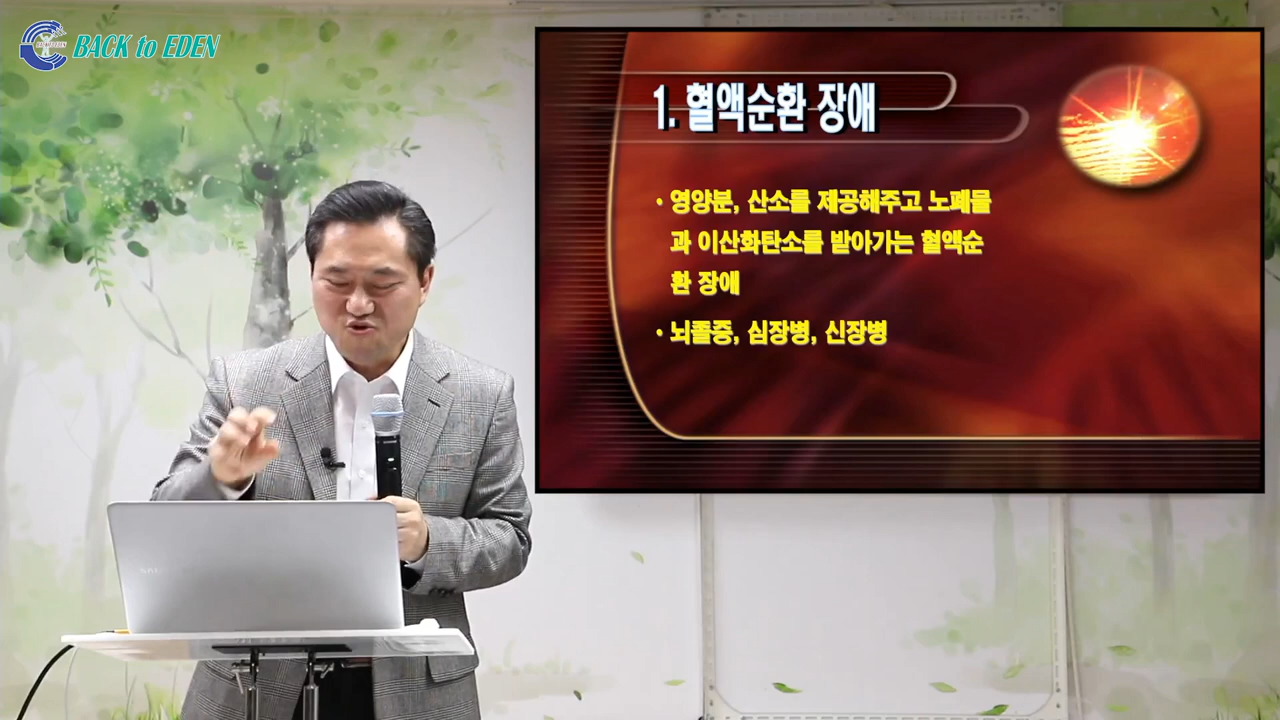 BACK to EDEN
1. 혈액순환 장애
• 영양분, 산소를 제공해주고 노폐물
과 이산화탄소를 받아가는 혈액순
환 장애
• 뇌졸중, 심장병, 신장병